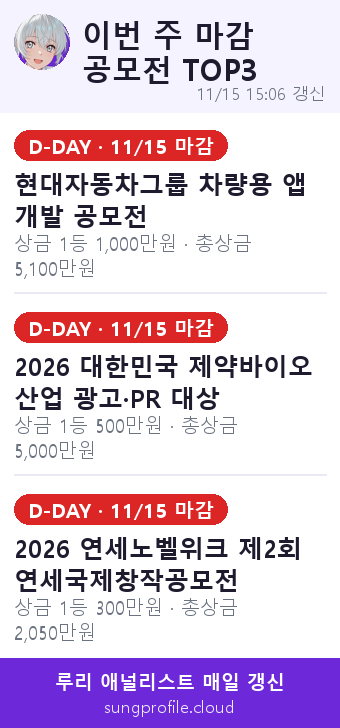 이번 주 마감
공모전 TOP3
11/15 15:06 갱신
D-DAY · 11/15 마감
현대자동차그룹 차량용 앱
개발 공모전
상금 1등 1,000만원 · 총상금
5,100만원
D-DAY · 11/15 마감
2026 대한민국 제약바이오
산업 광고·PR 대상
상금 1등 500만원 · 총상금
5,000만원
D-DAY · 11/15 마감
2026 연세노벨위크 제2회
연세국제창작공모전
상금 1등 300만원 · 총상금
2,050만원
루리 애널리스트 매일 갱신
sungprofile.cloud